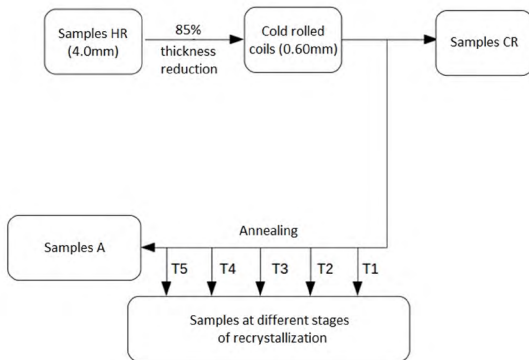 Samples HR
(4.0mm)
85%
thickness
reduction
Cold rolled
coils (0.60mm)
Samples CR
Annealing
Samples A
T5
T4
T3
T2
T1
Samples at different stages
of recrystallization